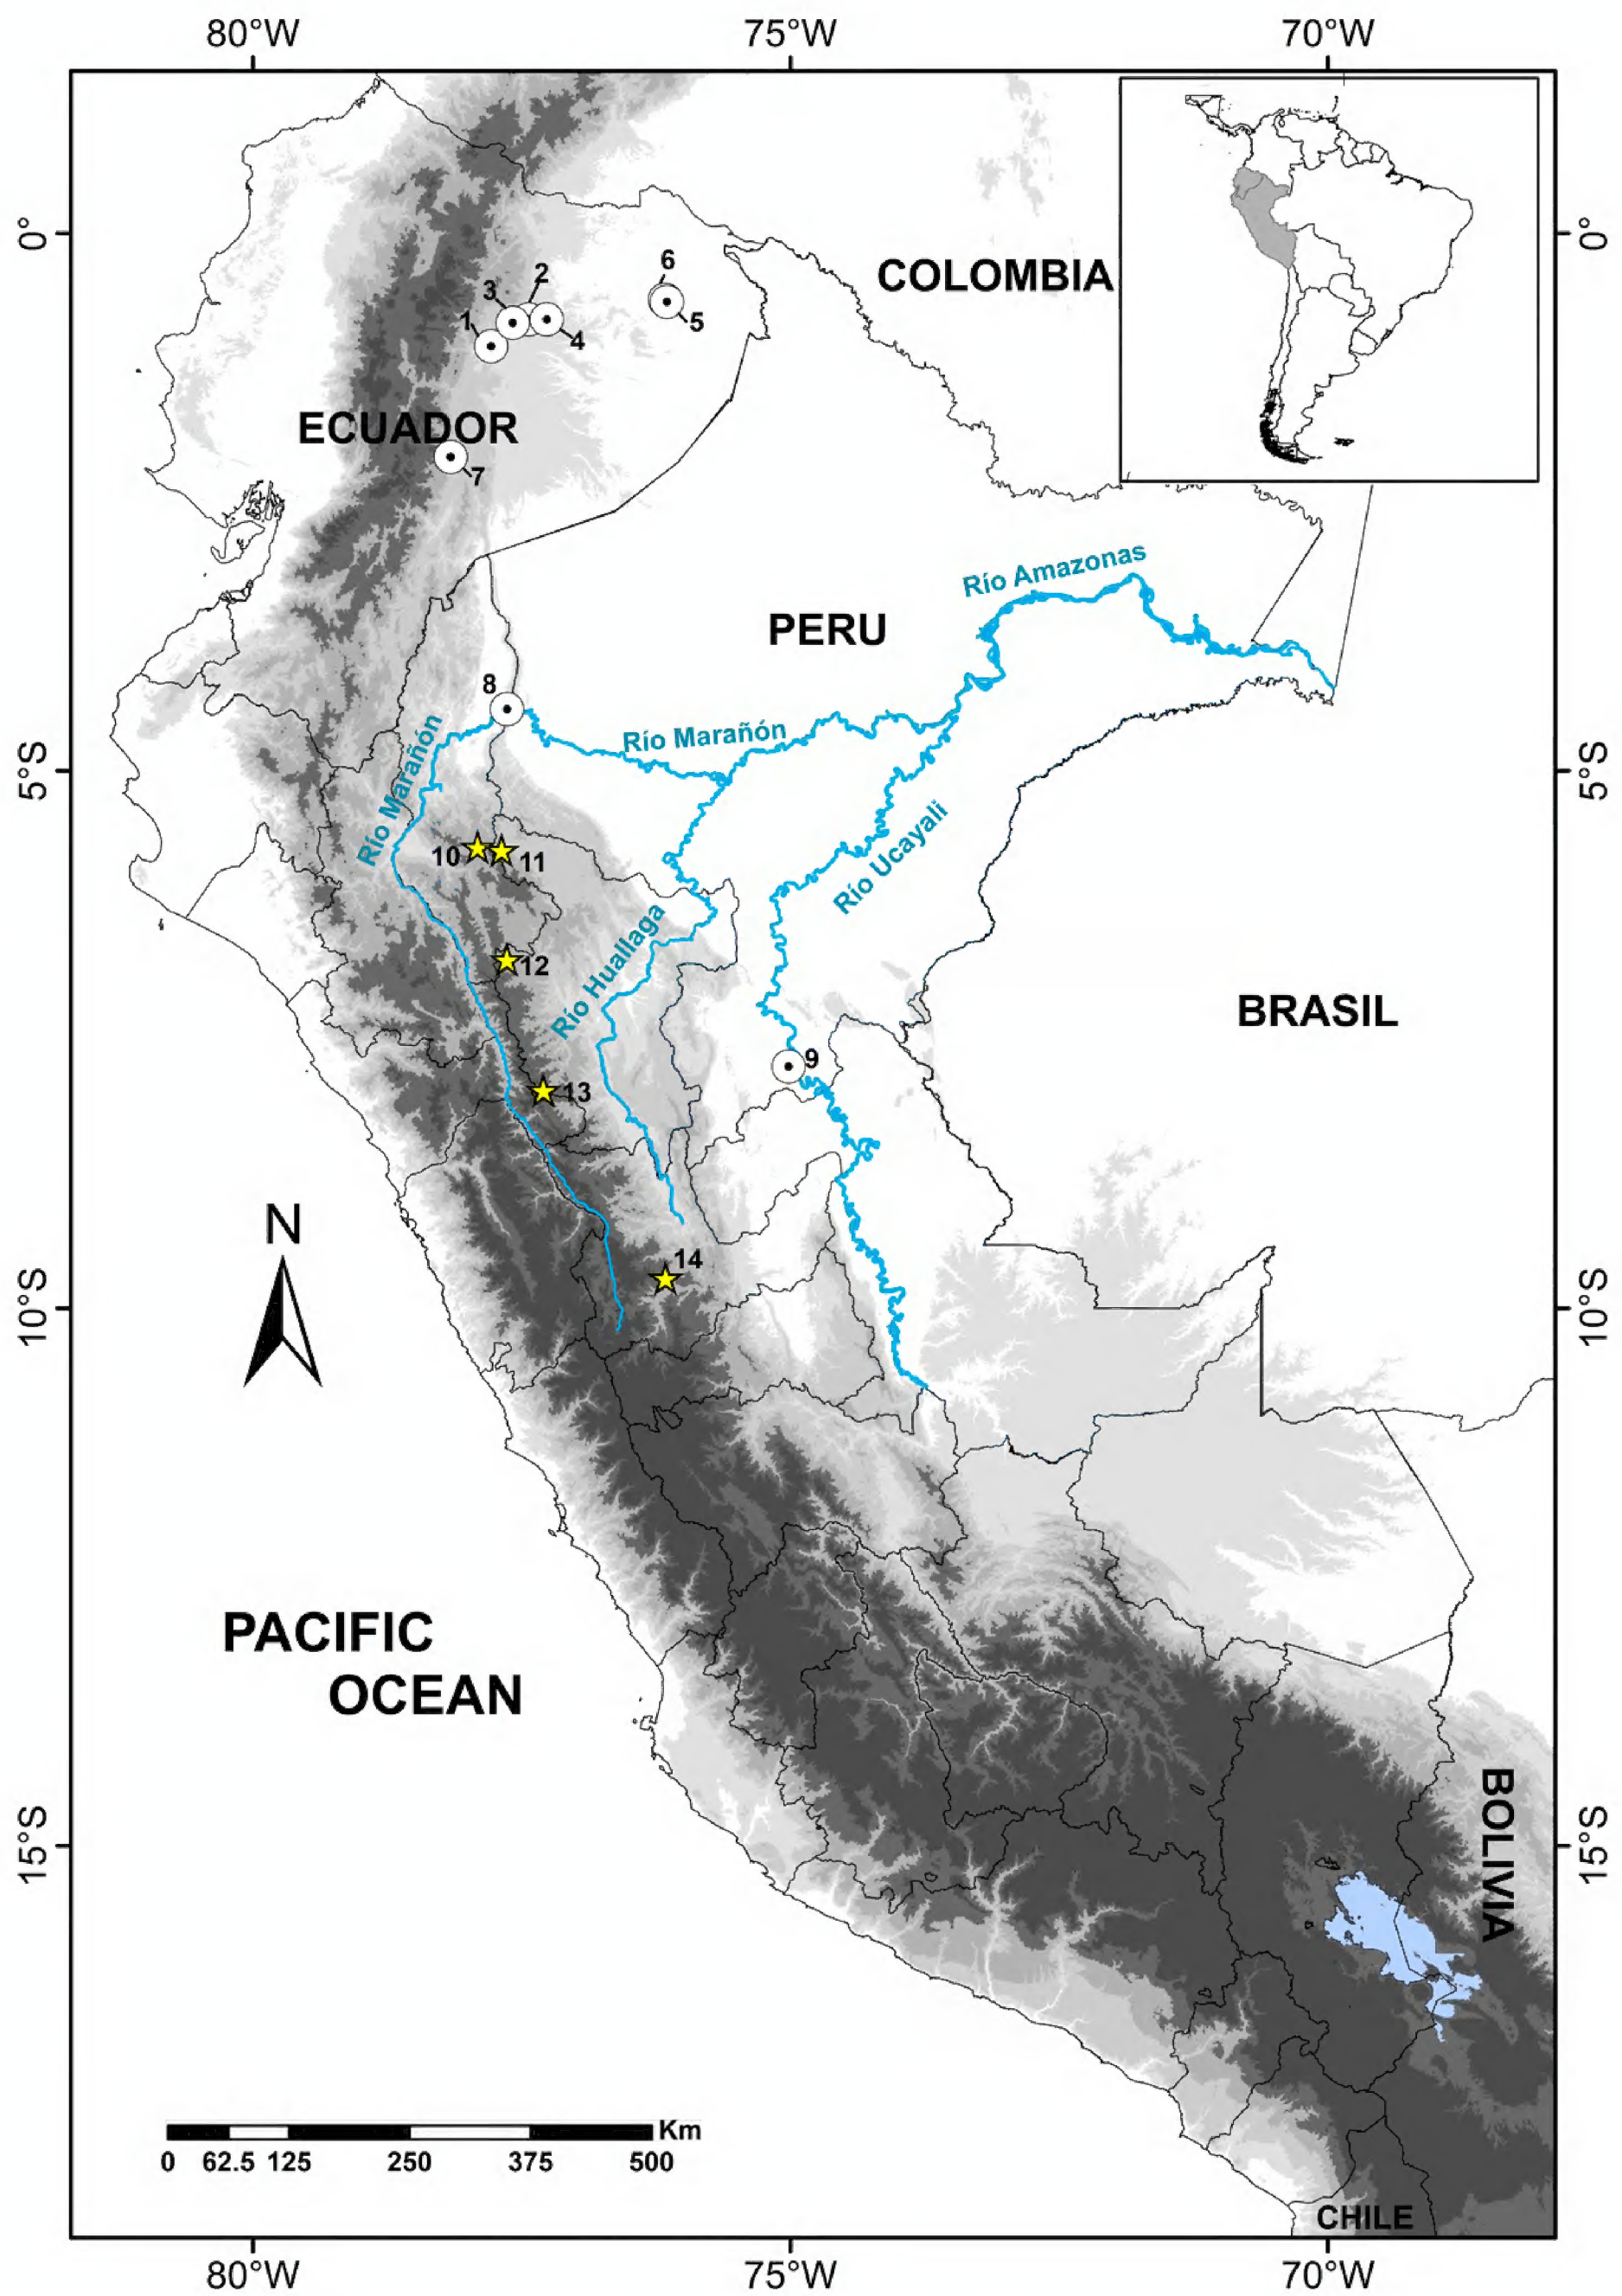 80°W 75°W 70°W
0° 0°
COLOMBIA
6
5
2
3
1
4
ECUADOR
7
Río Amazonas
PERU
8
Río Marañón
Río Marañón
5°S 5°S
Río Ucayali
10 11
Río Huallaga
12
BRASIL
9
13
N
14
10°S 10°S
PACIFIC
OCEAN
BOLIVIA
15°S 15°S
Km
0 62.5 125 250 375 500
CHILE
80°W 75°W 70°W